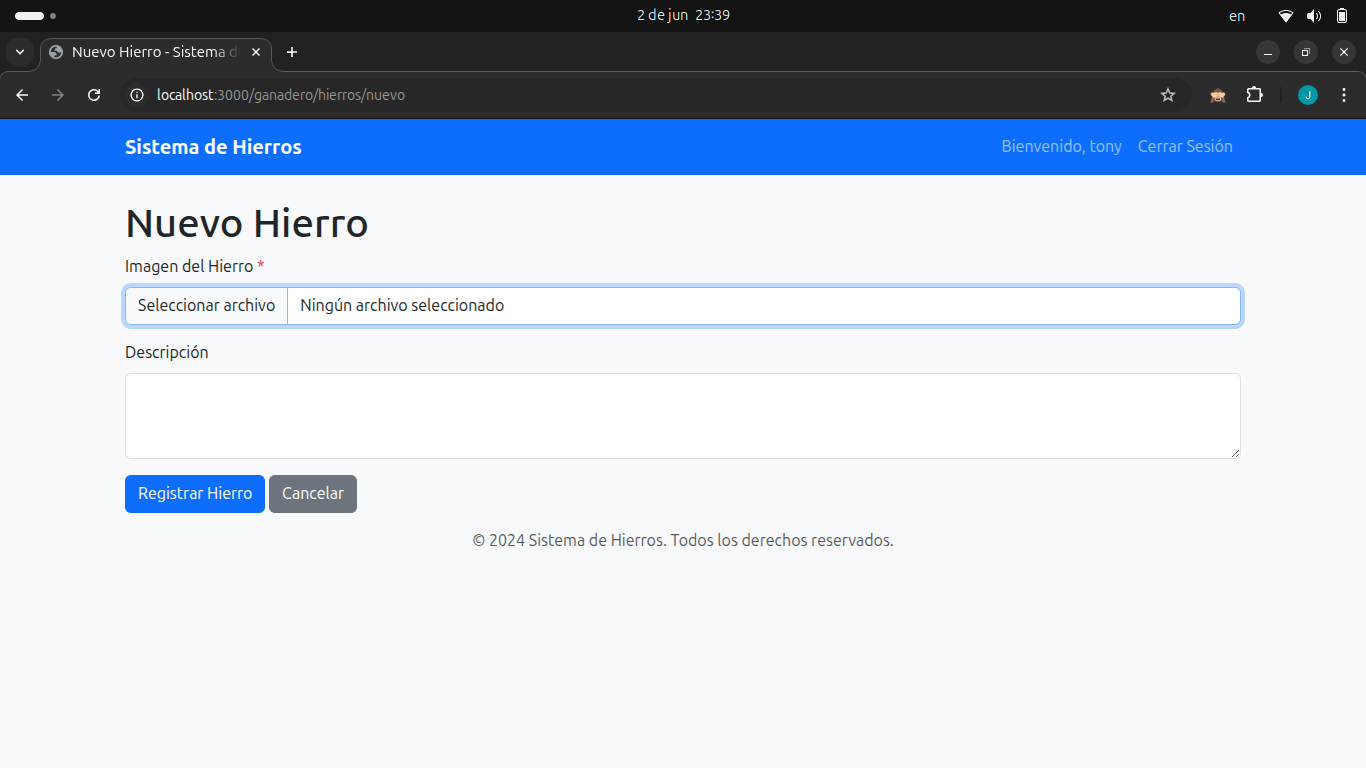 2 de jun 23:39
en
Nuevo Hierro - Sistema d
localhost:3000/ganadero/hierros/nuevo
J
Sistema de Hierros
Bienvenido, tony
Cerrar Sesión
Nuevo Hierro
Imagen del Hierro *
Seleccionar archivo
Ningún archivo seleccionado
Descripción
Registrar Hierro
Cancelar
© 2024 Sistema de Hierros. Todos los derechos reservados.